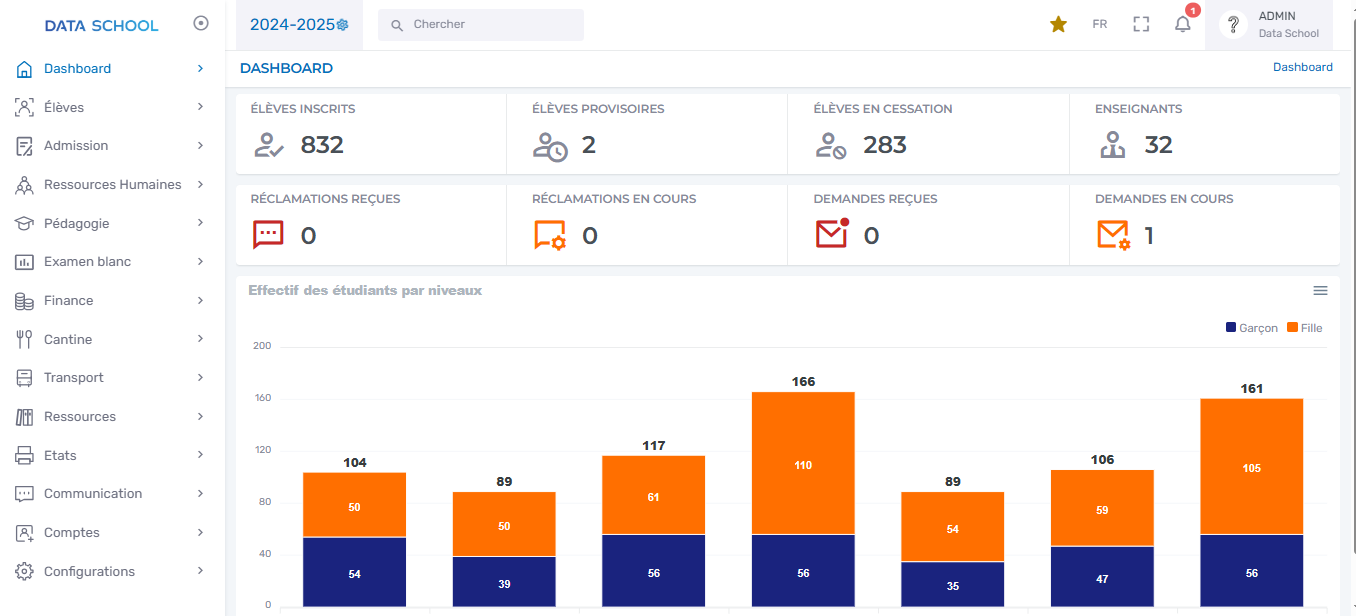 DATA SCHOOL
2024-2025
Chercher
FR
1
ADMIN
Data School
Dashboard
Élèves
Admission
Ressources Humaines
Pédagogie
Examen blanc
Finance
Cantine
Transport
Ressources
Etats
Communication
Comptes
Configurations
DASHBOARD
Dashboard
ÉLÈVES INSCRITS
832
ÉLÈVES PROVISOIRES
2
ÉLÈVES EN CESSATION
283
ENSEIGNANTS
32
RÉCLAMATIONS REÇUES
0
RÉCLAMATIONS EN COURS
0
DEMANDES REÇUES
0
DEMANDES EN COURS
1
Effectif des étudiants par niveaux
Garçon Fille
200
160
120
80
40
0
104
50
54
89
50
39
117
61
56
166
110
56
89
54
35
106
59
47
161
105
56